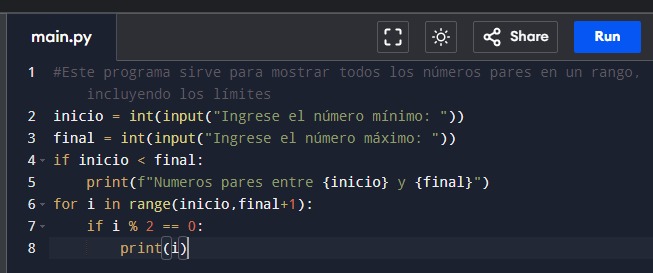 main.py
Share
Run
1 #Este programa sirve para mostrar todos los números pares en un rango,
incluyendo los límites
2 inicio = int(input("Ingrese el número mínimo: "))
3 final = int(input("Ingrese el número máximo: "))
4 if inicio < final:
5     print(f"Numeros pares entre {inicio} y {final}")
6 for i in range(inicio,final+1):
7     if i % 2 == 0:
8         print(i)